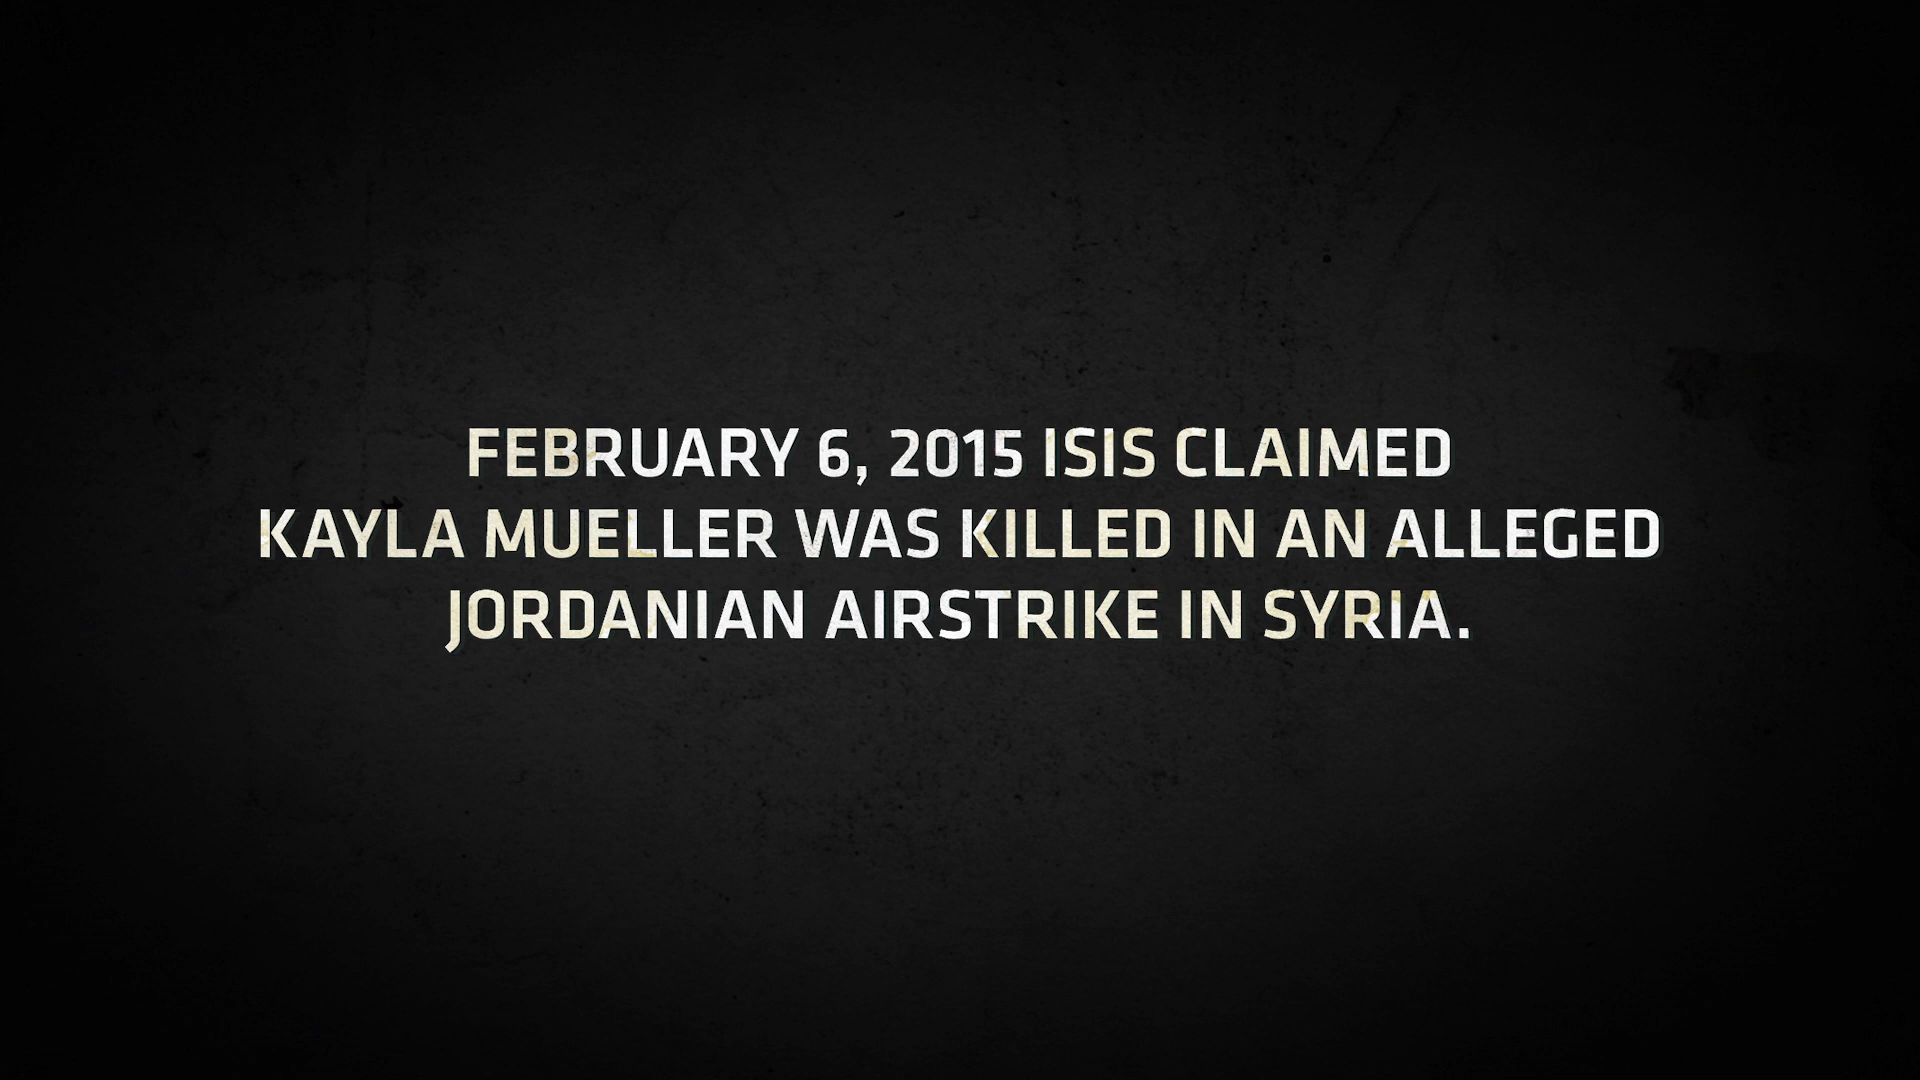 FEBRUARY 6, 2015 ISIS CLAIMED
KAYLA MUELLER WAS KILLED IN AN ALLEGED
JORDANIAN AIRSTRIKE IN SYRIA.